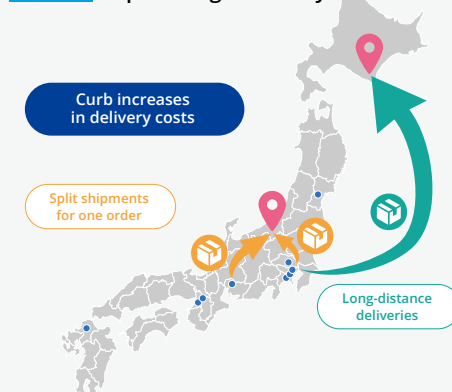 Curb increases
in delivery costs
Split shipments
for one order
Long-distance
deliveries